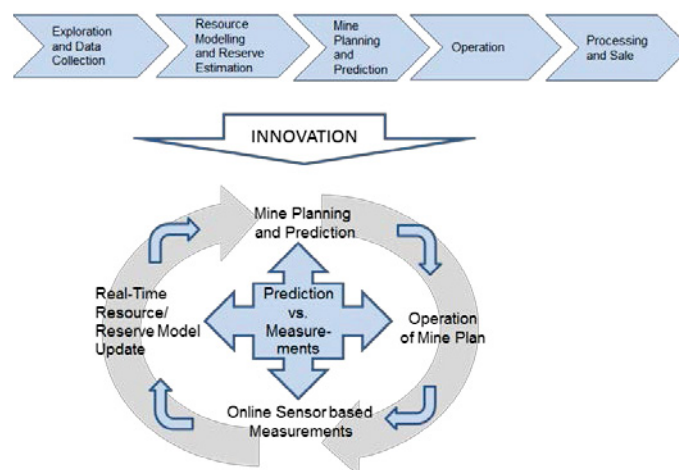 Exploration
and Data
Collection
Resource
Modelling
and Reserve
Estimation
Mine
Planning
and
Prediction
Operation
Processing
and Sale
INNOVATION
Mine Planning
and Prediction
Real-Time
Resource/
Reserve Model
Update
Prediction
vs.
Measure-
ments
Operation
of Mine Plan
Online Sensor based
Measurements